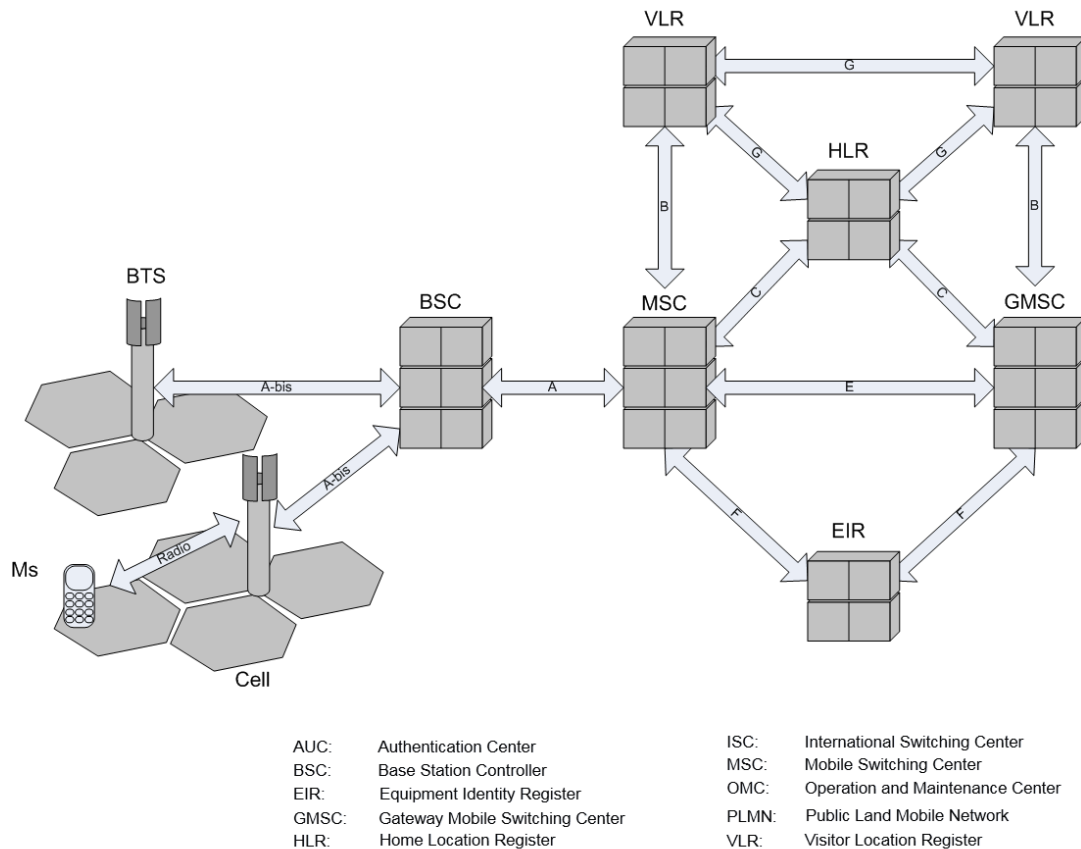 VLR
VLR
G
G
HLR
G
B
B
BTS
BSC
MSC
C
C
GMSC
A-bis
A
E
A-bis
F
EIR
F
Radio
Ms
Cell
AUC: Authentication Center
BSC: Base Station Controller
EIR: Equipment Identity Register
GMSC: Gateway Mobile Switching Center
HLR: Home Location Register
ISC: International Switching Center
MSC: Mobile Switching Center
OMC: Operation and Maintenance Center
PLMN: Public Land Mobile Network
VLR: Visitor Location Register